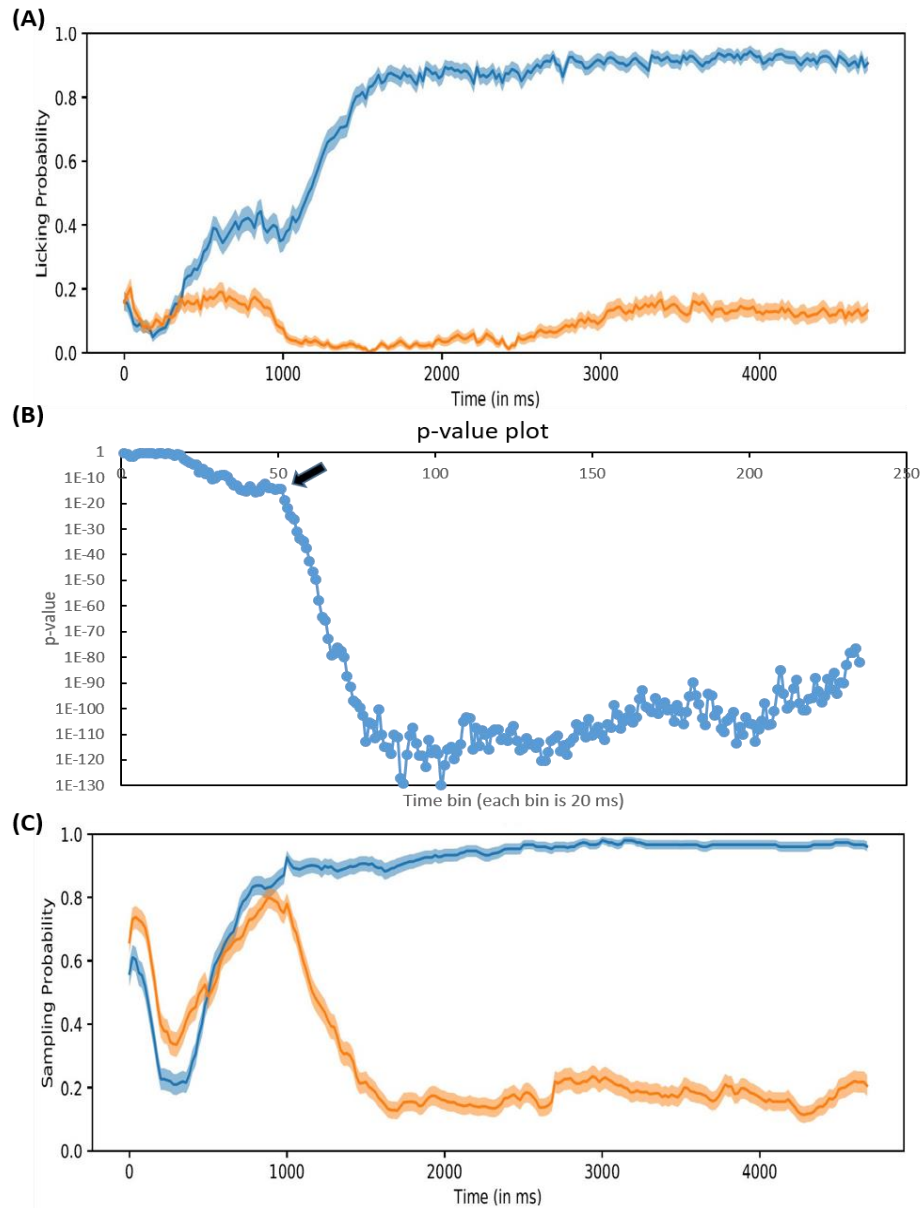 (A)
1.0
0.8
0.6
0.4
0.2
0.0
Licking Probability
0 1000 2000 3000 4000
Time (in ms)
(B)
p-value plot
1
1E-10
1E-20
1E-30
1E-40
1E-50
1E-60
1E-70
1E-80
1E-90
1E-100
1E-110
1E-120
1E-130
p-value
0 50 100 150 200 250
Time bin (each bin is 20 ms)
(C)
1.0
0.8
0.6
0.4
0.2
0.0
Sampling Probability
0 1000 2000 3000 4000
Time (in ms)